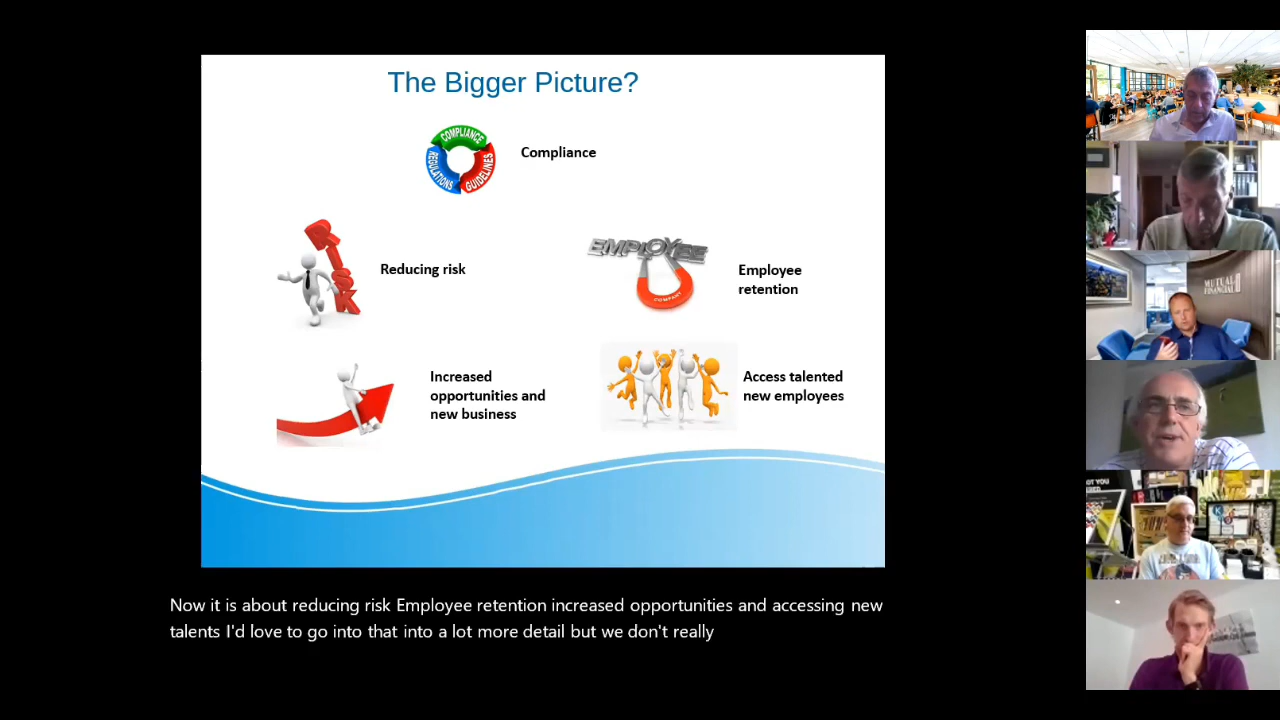 The Bigger Picture?
COMPLIANCE
REGULATIONS
GUIDELINES
Compliance
RISK
Reducing risk
EMPLOYEE
COMPANY
Employee
retention
Increased
opportunities and
new business
Access talented
new employees
Now it is about reducing risk Employee retention increased opportunities and accessing new
talents I'd love to go into that into a lot more detail but we don't really
MUTUAL
FINANCIAL